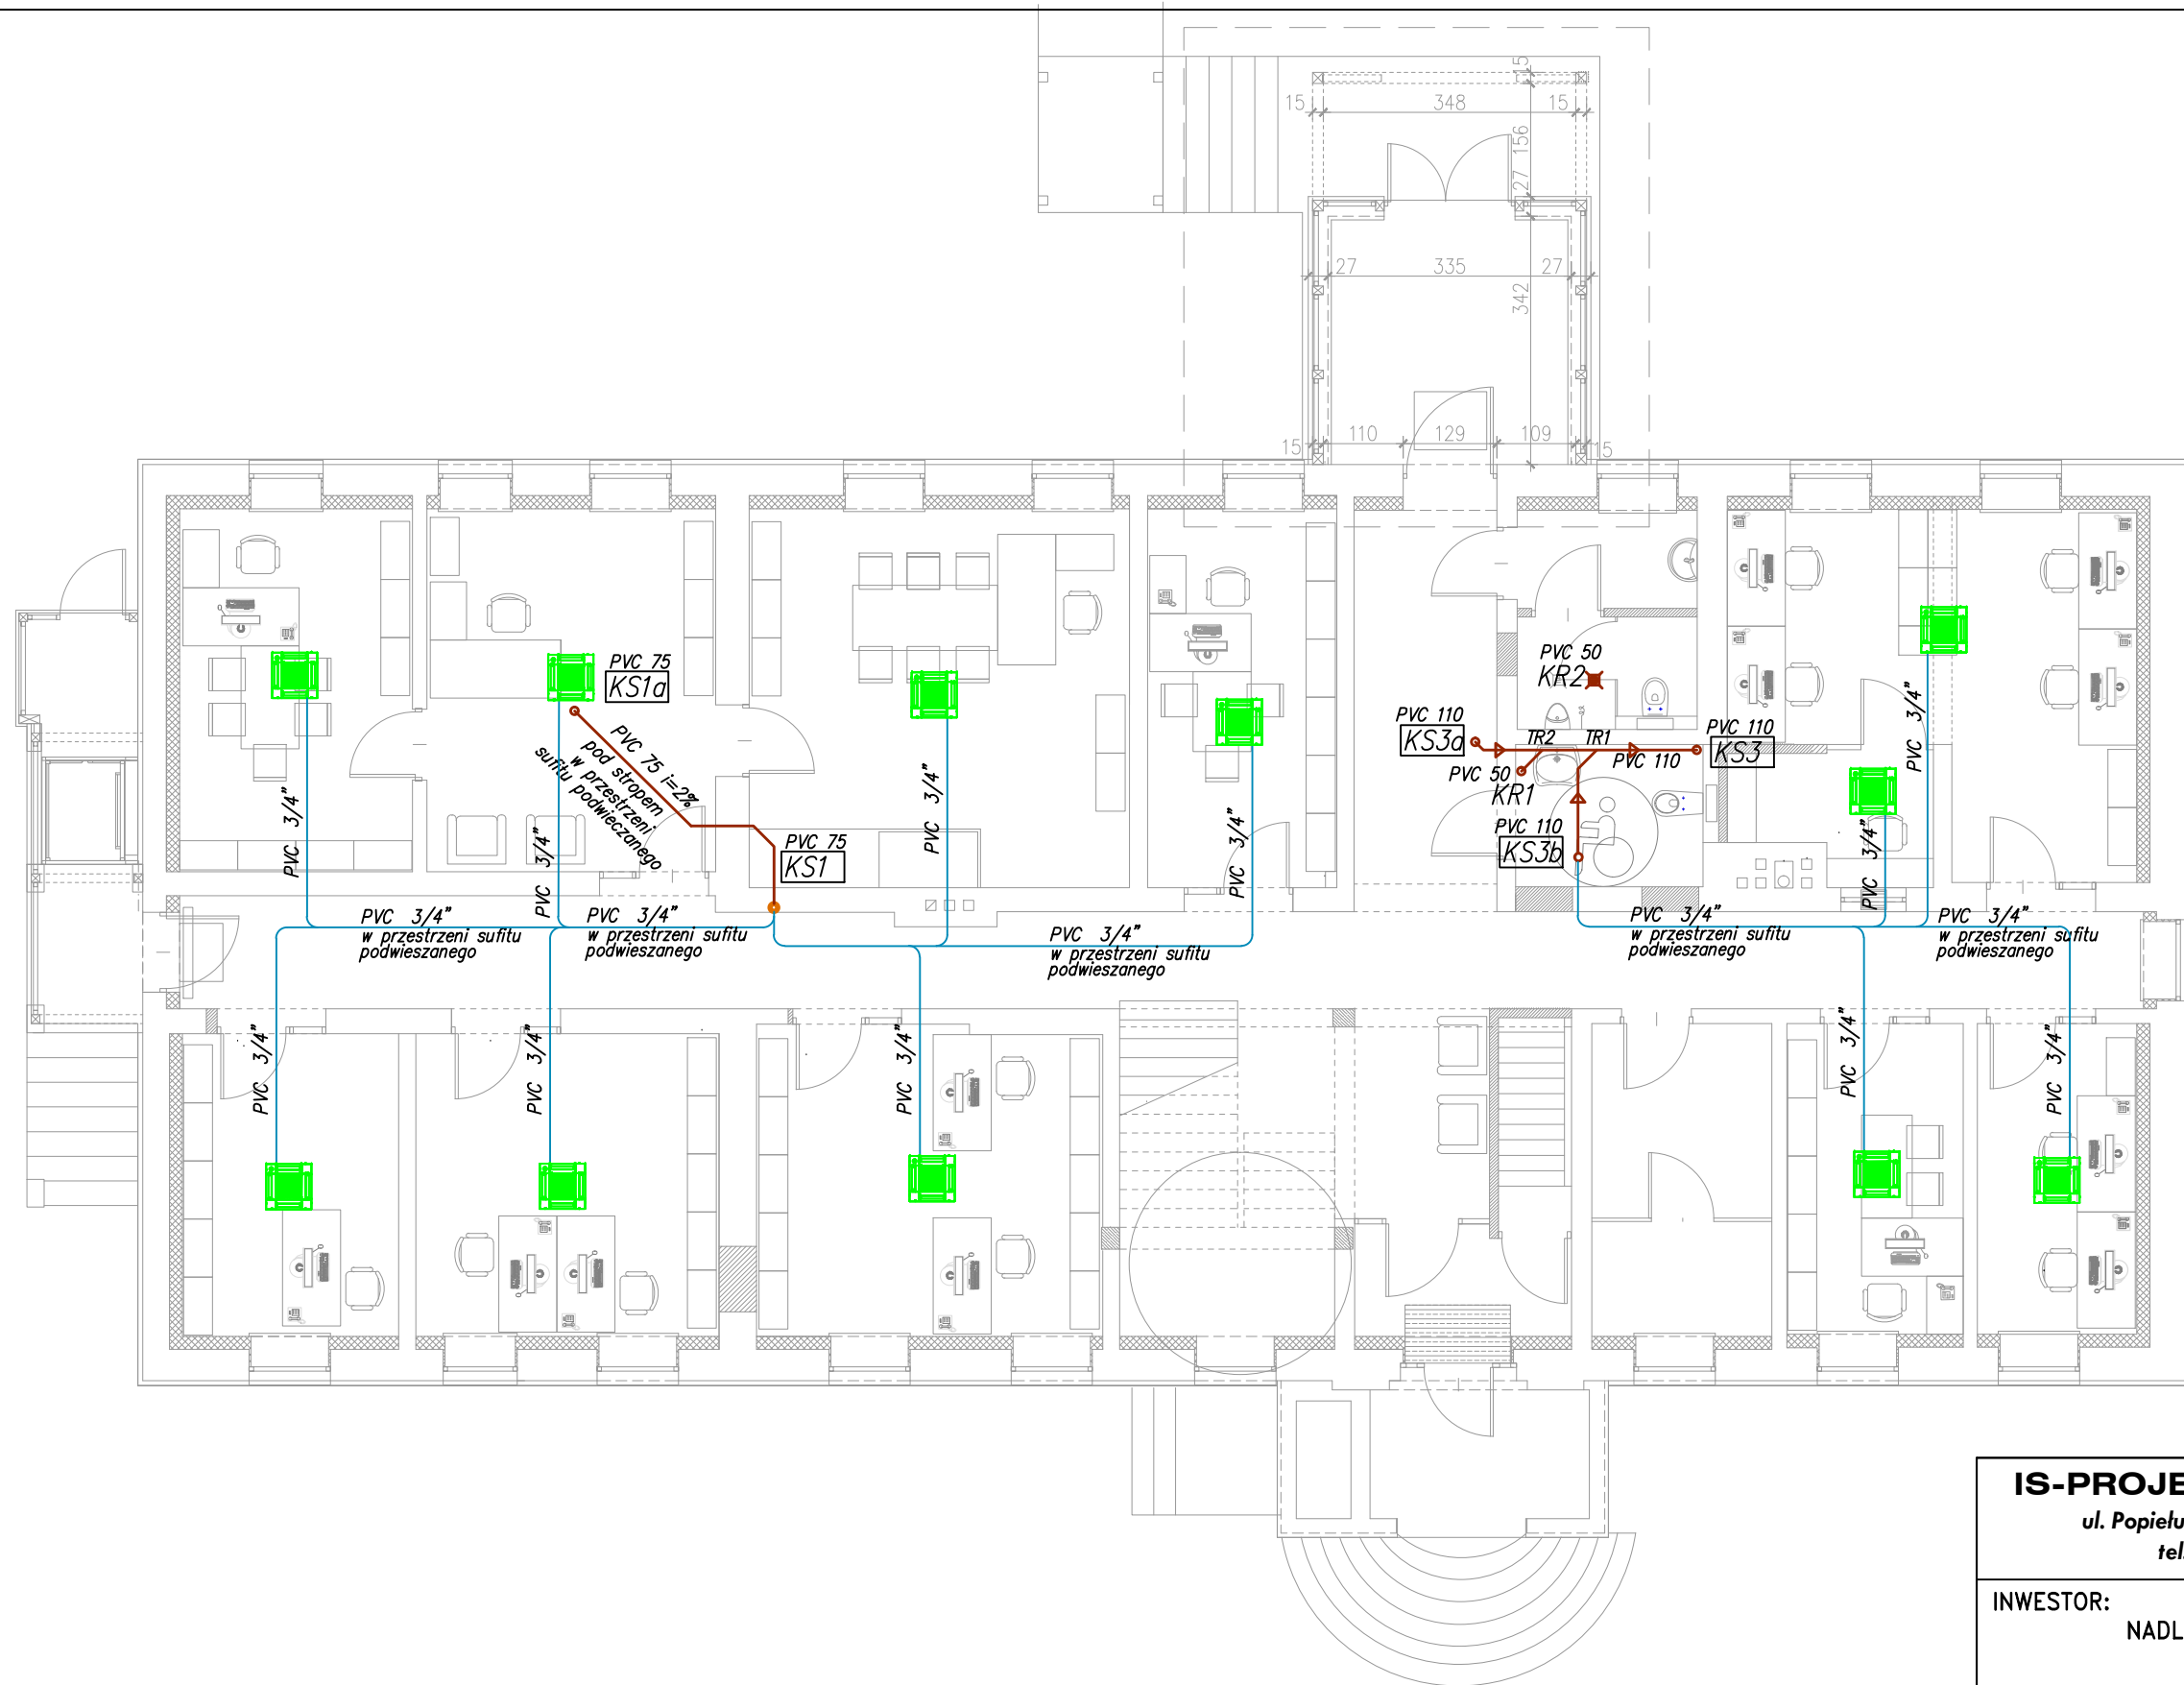 15
15
348
15
156
27
27
335
27
342
15
110
129
109
15
PVC 75
KS1a
PVC 75 i=2%
pod stropem
w przestrzeni
sufitu podwieczanego
PVC 75
KS1
PVC 50
KR2
PVC 110
KS3a
TR2
TR1
PVC 110
KS3
PVC 110
PVC 50
KR1
PVC 110
KS3b
PVC 3/4"
PVC 3/4"
PVC 3/4"
PVC 3/4"
PVC 3/4"
PVC 3/4"
PVC 3/4"
w przestrzeni sufitu
podwieszanego
PVC 3/4"
w przestrzeni sufitu
podwieszanego
PVC 3/4"
w przestrzeni sufitu
podwieszanego
PVC 3/4"
w przestrzeni sufitu
podwieszanego
PVC 3/4"
w przestrzeni sufitu
podwieszanego
PVC 3/4"
PVC 3/4"
PVC 3/4"
PVC 3/4"
PVC 3/4"
IS-PROJE
ul. Popiełu
tel.
INWESTOR:
NADL